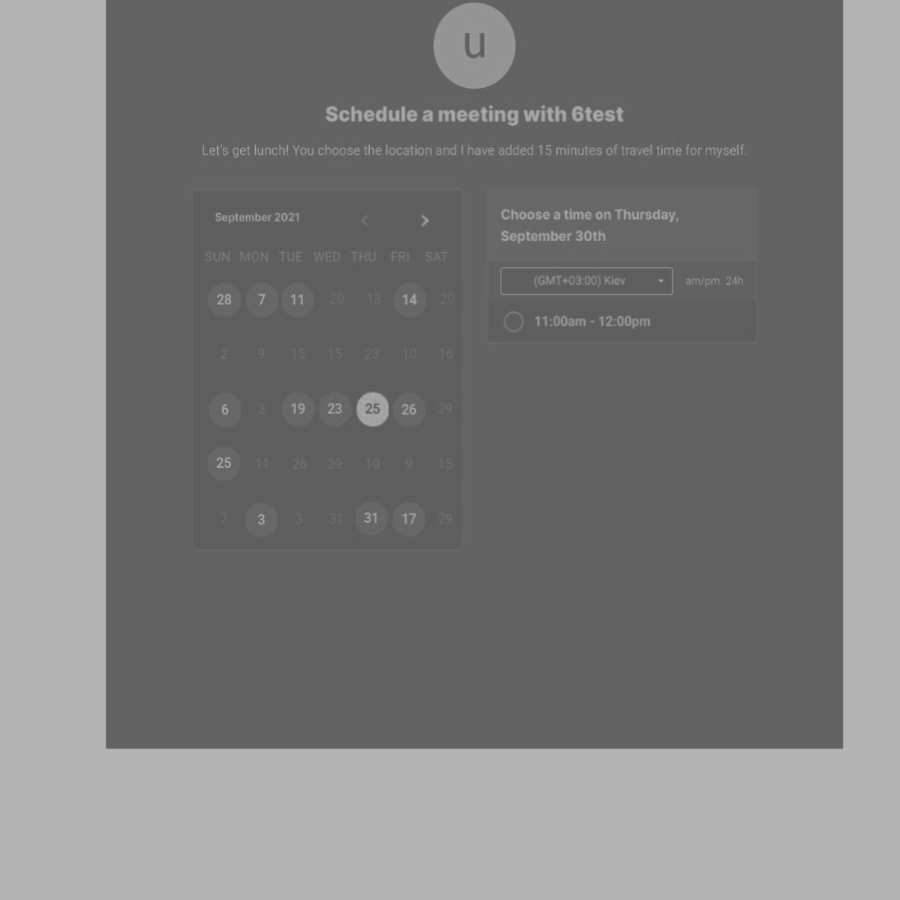 u
Schedule a meeting with 6test
Let's get lunch! You choose the location and I have added 15 minutes of travel time for myself.
September 2021
SUN MON TUE WED THU FRI SAT
28 7 11 20 13 14 20
2 9 15 15 23 10 16
6 3 19 23 25 26 29
25 11 26 29 10 9 15
7 3 3 31 31 17 29
Choose a time on Thursday,
September 30th
(GMT+03:00) Kiev am/pm 24h
11:00am - 12:00pm